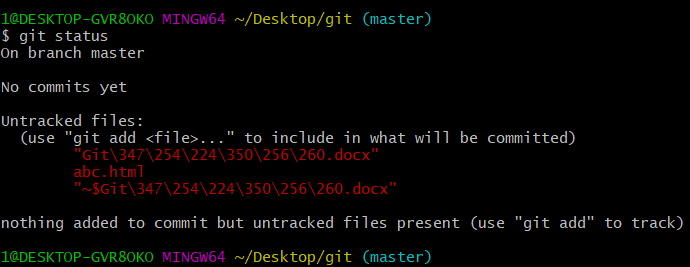 1@DESKTOP-GVR8OKO MINGW64 ~/Desktop/git (master)
$ git status
On branch master
No commits yet
Untracked files:
(use "git add <file>..." to include in what will be committed)
"Git\347\254\224\350\256\260.docx"
abc.html
"~$Git\347\254\224\350\256\260.docx"
nothing added to commit but untracked files present (use "git add" to track)
1@DESKTOP-GVR8OKO MINGW64 ~/Desktop/git (master)